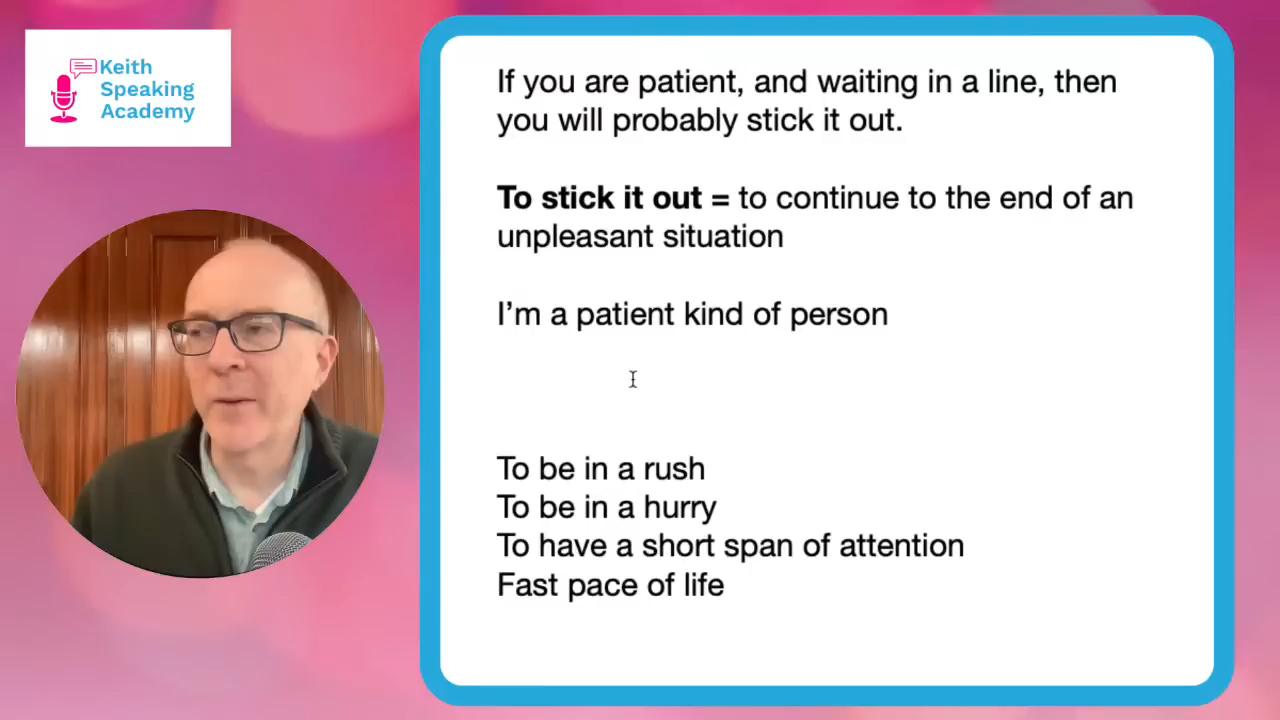 Keith
Speaking
Academy
If you are patient, and waiting in a line, then
you will probably stick it out.
To stick it out = to continue to the end of an
unpleasant situation
I’m a patient kind of person
To be in a rush
To be in a hurry
To have a short span of attention
Fast pace of life